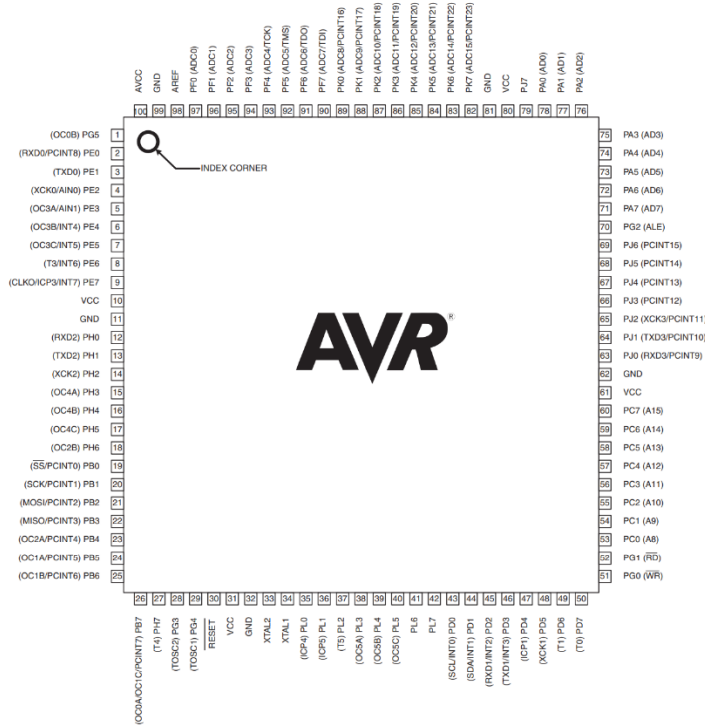 AVCC
GND
AREF
PF0 (ADC0)
PF1 (ADC1)
PF2 (ADC2)
PF3 (ADC3)
PF4 (ADC4/TCK)
PF5 (ADC5/TMS)
PF6 (ADC6/TDO)
PF7 (ADC7/TDI)
PK0 (ADC8/PCINT16)
PK1 (ADC9/PCINT17)
PK2 (ADC10/PCINT18)
PK3 (ADC11/PCINT19)
PK4 (ADC12/PCINT20)
PK5 (ADC13/PCINT21)
PK6 (ADC14/PCINT22)
PK7 (ADC15/PCINT23)
GND
VCC
PJ7
PA0 (AD0)
PA1 (AD1)
PA2 (AD2)
100 99 98 97 96 95 94 93 92 91 90 89 88 87 86 85 84 83 82 81 80 79 78 77 76
(OC0B) PG5 1
(RXD0/PCINT8) PE0 2
(TXD0) PE1 3
(XCK0/AIN0) PE2 4
(OC3A/AIN1) PE3 5
(OC3B/INT4) PE4 6
(OC3C/INT5) PE5 7
(T3/INT6) PE6 8
(CLKO/ICP3/INT7) PE7 9
VCC 10
GND 11
(RXD2) PH0 12
(TXD2) PH1 13
(XCK2) PH2 14
(OC4A) PH3 15
(OC4B) PH4 16
(OC4C) PH5 17
(OC2B) PH6 18
(SS/PCINT0) PB0 19
(SCK/PCINT1) PB1 20
(MOSI/PCINT2) PB2 21
(MISO/PCINT3) PB3 22
(OC2A/PCINT4) PB4 23
(OC1A/PCINT5) PB5 24
(OC1B/PCINT6) PB6 25
INDEX CORNER
AVR®
75 PA3 (AD3)
74 PA4 (AD4)
73 PA5 (AD5)
72 PA6 (AD6)
71 PA7 (AD7)
70 PG2 (ALE)
69 PJ6 (PCINT15)
68 PJ5 (PCINT14)
67 PJ4 (PCINT13)
66 PJ3 (PCINT12)
65 PJ2 (XCK3/PCINT11)
64 PJ1 (TXD3/PCINT10)
63 PJ0 (RXD3/PCINT9)
62 GND
61 VCC
60 PC7 (A15)
59 PC6 (A14)
58 PC5 (A13)
57 PC4 (A12)
56 PC3 (A11)
55 PC2 (A10)
54 PC1 (A9)
53 PC0 (A8)
52 PG1 (RD)
51 PG0 (WR)
26 27 28 29 30 31 32 33 34 35 36 37 38 39 40 41 42 43 44 45 46 47 48 49 50
(OC0A/OC1C/PCINT7) PB7
(T4) PH7
(TOSC2) PG3
(TOSC1) PG4
RESET
VCC
GND
XTAL2
XTAL1
(ICP4) PL0
(ICP5) PL1
(T5) PL2
(OC5A) PL3
(OC5B) PL4
(OC5C) PL5
PL6
PL7
(SCL/INT0) PD0
(SDA/INT1) PD1
(RXD1/INT2) PD2
(TXD1/INT3) PD3
(ICP1) PD4
(XCK1) PD5
(T1) PD6
(T0) PD7